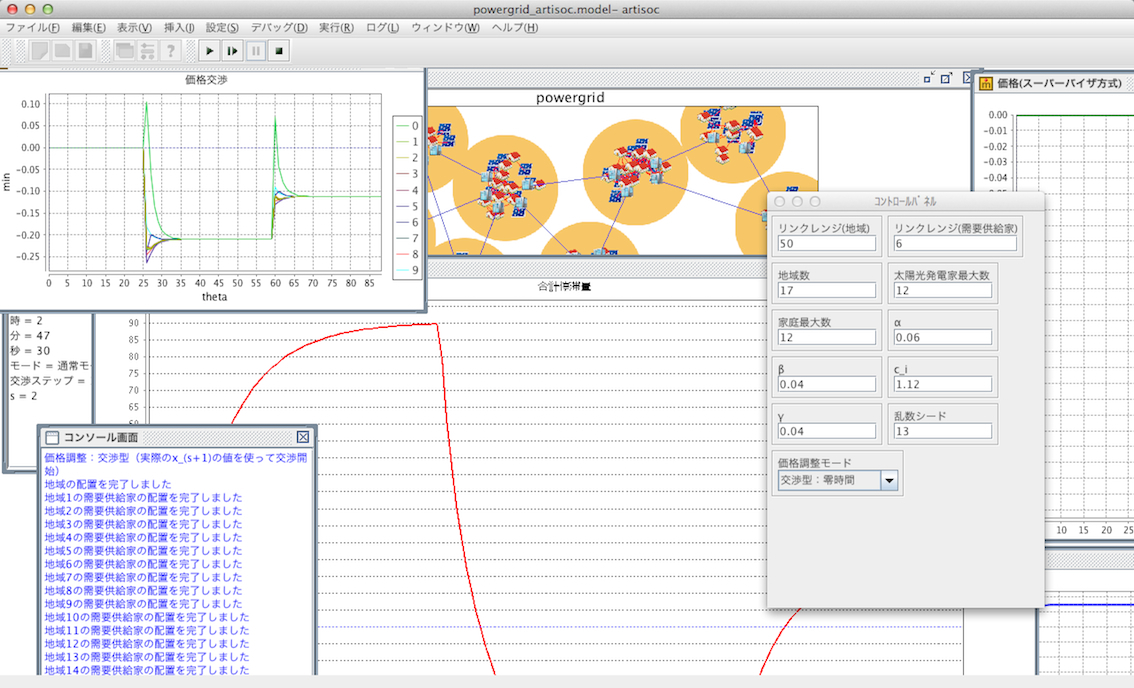 powergrid_artisoc.model- artisoc
ファイル(F) 編集(E) 表示(V) 挿入(I) 設定(S) デバッグ(D) 実行(R) ログ(L) ウィンドウ(W) ヘルプ(H)
価格交渉
0.10
0.05
0.00
-0.05
-0.10
-0.15
-0.20
-0.25
min
0 5 10 15 20 25 30 35 40 45 50 55 60 65 70 75 80 85
theta
0
1
2
3
4
5
6
7
8
9
powergrid
価格(スーパーバイザ方式)
0.00
-0.01
-0.02
-0.03
-0.04
10 15 20 25
時 = 2
分 = 47
秒 = 30
モード = 通常モ
交渉ステップ =
s = 2
90
85
80
75
70
65
コンソール画面
価格調整：交渉型（実際のx_(s+1)の値を使って交渉開
始）
地域の配置を完了しました
地域1の需要供給家の配置を完了しました
地域2の需要供給家の配置を完了しました
地域3の需要供給家の配置を完了しました
地域4の需要供給家の配置を完了しました
地域5の需要供給家の配置を完了しました
地域6の需要供給家の配置を完了しました
地域7の需要供給家の配置を完了しました
地域8の需要供給家の配置を完了しました
地域9の需要供給家の配置を完了しました
地域10の需要供給家の配置を完了しました
地域11の需要供給家の配置を完了しました
地域12の需要供給家の配置を完了しました
地域13の需要供給家の配置を完了しました
地域14の需要供給家の配置を完了しました
コントロールパネル
リンクレンジ(地域)
50
リンクレンジ(需要供給家)
6
地域数
17
太陽光発電家最大数
12
家庭最大数
12
α
0.06
β
0.04
c_i
1.12
γ
0.04
乱数シード
13
価格調整モード
交渉型：零時間